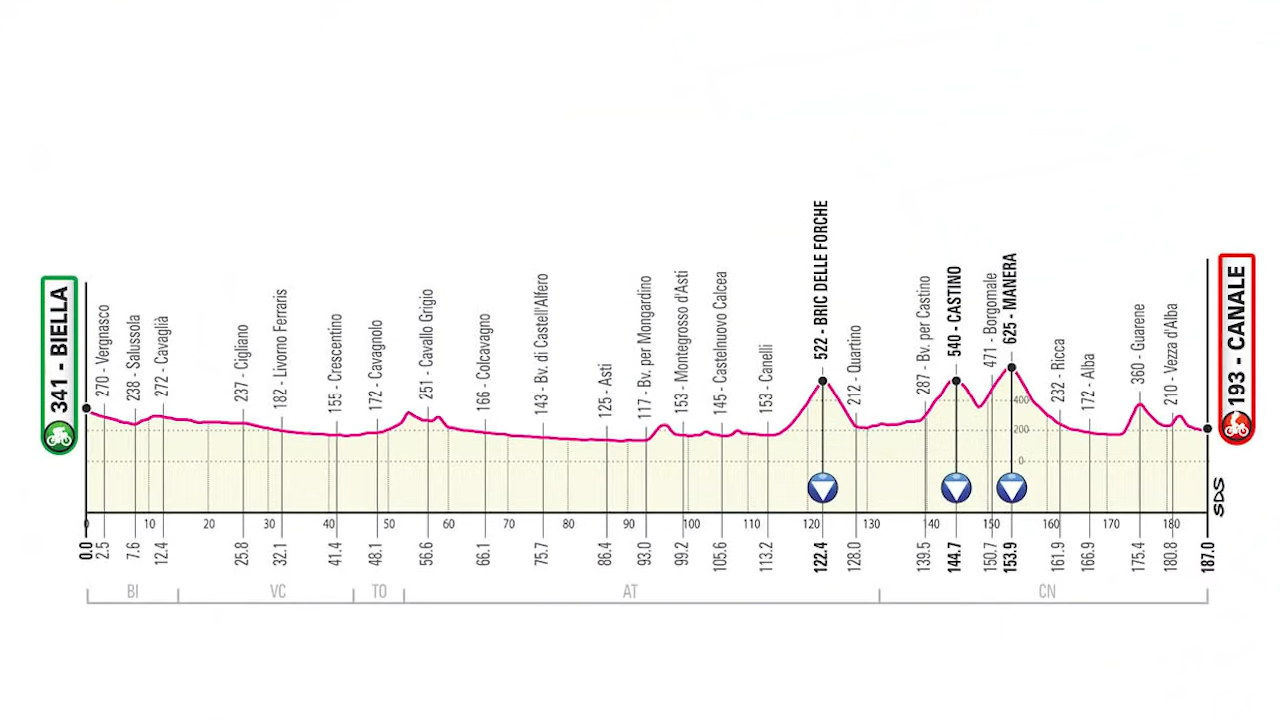 341 - BIELLA
270 - Vergnasco
238 - Salussola
272 - Cavaglià
237 - Cigliano
182 - Livorno Ferraris
155 - Crescentino
172 - Cavagnolo
251 - Cavallo Grigio
166 - Colcavagno
143 - Bv. di Castell'Alfero
125 - Asti
117 - Bv. per Mongardino
153 - Montegrosso d'Asti
145 - Castelnuovo Calcea
153 - Canelli
522 - BRIC DELLE FORCHE
212 - Quartino
287 - Bv. per Castino
540 - CASTINO
471 - Borgomale
625 - MANERA
232 - Ricca
172 - Alba
360 - Guarene
210 - Vezza d'Alba
193 - CANALE
400
200
0
SDS
0 10 20 30 40 50 60 70 80 90 100 110 120 130 140 150 160 170 180
0.0 2.5 7.6 12.4 25.8 32.1 41.4 48.1 56.6 66.1 75.7 86.4 93.0 99.2 105.6 113.2 122.4 128.0 139.5 144.7 150.7 153.9 161.9 166.9 175.4 180.8 187.0
BI VC TO AT CN